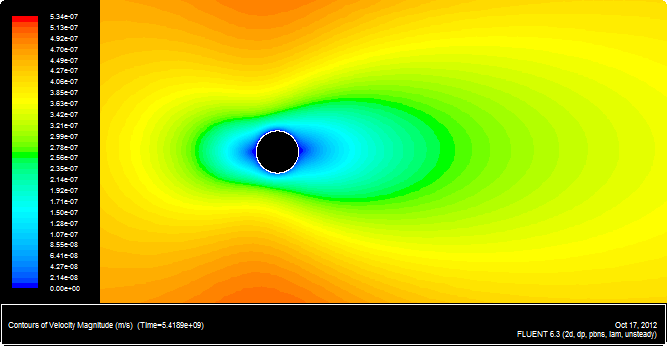 5.34e-07
5.13e-07
4.92e-07
4.70e-07
4.49e-07
4.27e-07
4.06e-07
3.85e-07
3.63e-07
3.42e-07
3.21e-07
2.99e-07
2.78e-07
2.56e-07
2.35e-07
2.14e-07
1.92e-07
1.71e-07
1.50e-07
1.28e-07
1.07e-07
8.55e-08
6.41e-08
4.27e-08
2.14e-08
0.00e+00
Contours of Velocity Magnitude (m/s)  (Time=5.4189e+09)
Oct 17, 2012
FLUENT 6.3 (2d, dp, pbns, lam, unsteady)